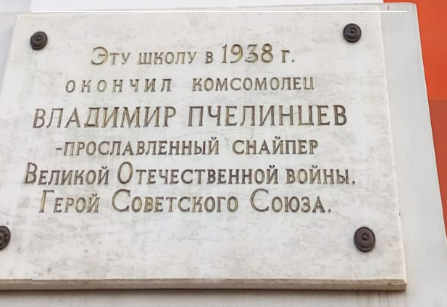 Эту школу в 1938 г.
окончил комсомолец
Владимир Пчелинцев
-прославленный снайпер
Великой Отечественной войны.
Герой Советского Союза.